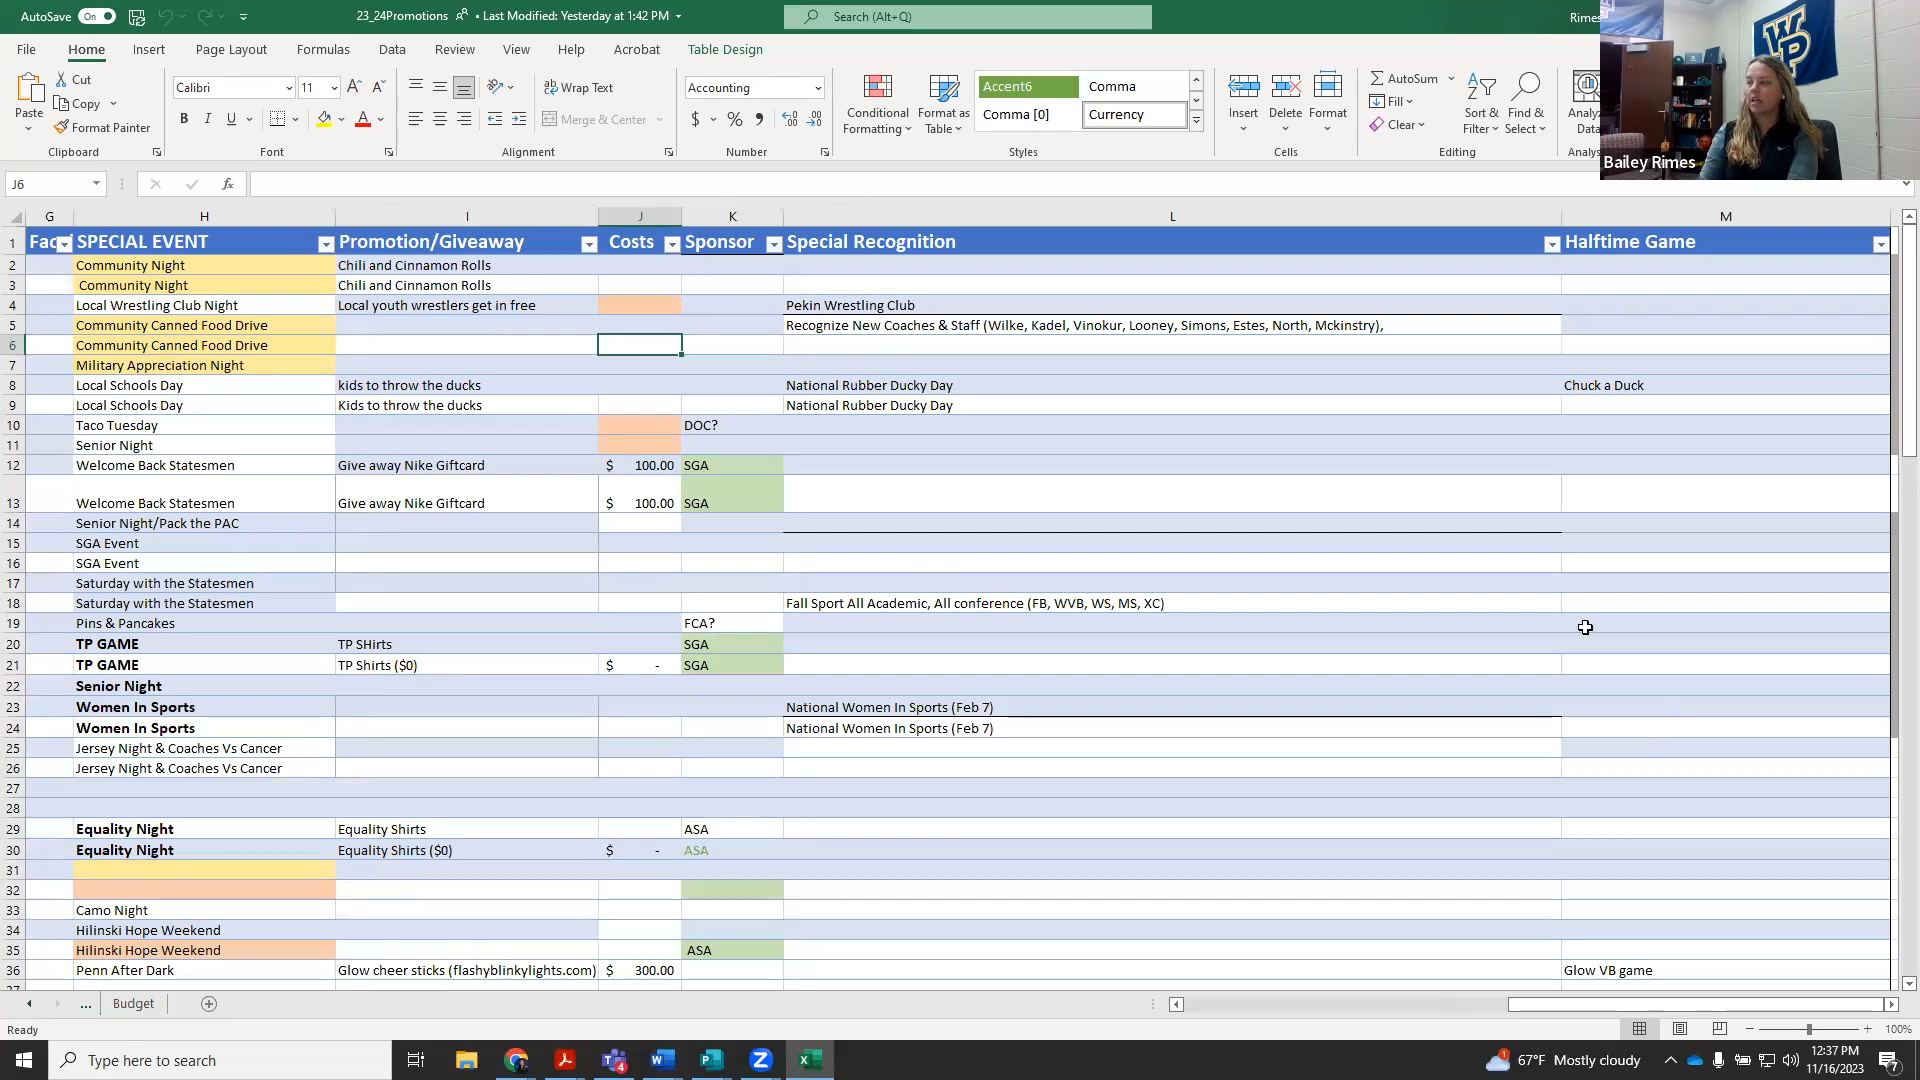 AutoSave On 23_24Promotions • Last Modified: Yesterday at 1:42 PM Search (Alt+Q) Rimes
File Home Insert Page Layout Formulas Data Review View Help Acrobat Table Design
Paste Cut Copy Format Painter
Calibri 11 Wrap Text Merge & Center Accounting
Conditional Formatting Format as Table
Accent6 Comma
Comma [0] Currency
Insert Delete Format
AutoSum Fill Clear
Sort & Filter Find & Select
Clipboard Font Alignment Number Styles Cells Editing
WP
Bailey Rimes
J6 fx
G H I J K L M
1 Fac SPECIAL EVENT Promotion/Giveaway Costs Sponsor Special Recognition Halftime Game
2 Community Night Chili and Cinnamon Rolls
3 Community Night Chili and Cinnamon Rolls
4 Local Wrestling Club Night Local youth wrestlers get in free Pekin Wrestling Club
5 Community Canned Food Drive Recognize New Coaches & Staff (Wilke, Kadel, Vinokur, Looney, Simons, Estes, North, Mckinstry),
6 Community Canned Food Drive
7 Military Appreciation Night
8 Local Schools Day kids to throw the ducks National Rubber Ducky Day Chuck a Duck
9 Local Schools Day Kids to throw the ducks National Rubber Ducky Day
10 Taco Tuesday DOC?
11 Senior Night
12 Welcome Back Statesmen Give away Nike Giftcard $ 100.00 SGA
13 Welcome Back Statesmen Give away Nike Giftcard $ 100.00 SGA
14 Senior Night/Pack the PAC
15 SGA Event
16 SGA Event
17 Saturday with the Statesmen
18 Saturday with the Statesmen Fall Sport All Academic, All conference (FB, WVB, WS, MS, XC)
19 Pins & Pancakes FCA?
20 TP GAME TP SHirts SGA
21 TP GAME TP Shirts ($0) $ - SGA
22 Senior Night
23 Women In Sports National Women In Sports (Feb 7)
24 Women In Sports National Women In Sports (Feb 7)
25 Jersey Night & Coaches Vs Cancer
26 Jersey Night & Coaches Vs Cancer
27
28
29 Equality Night Equality Shirts ASA
30 Equality Night Equality Shirts ($0) $ - ASA
31
32
33 Camo Night
34 Hilinski Hope Weekend
35 Hilinski Hope Weekend ASA
36 Penn After Dark Glow cheer sticks (flashyblinkylights.com) $ 300.00 Glow VB game
... Budget
Ready 100%
Type here to search 4 67°F Mostly cloudy 12:37 PM 7
11/16/2023